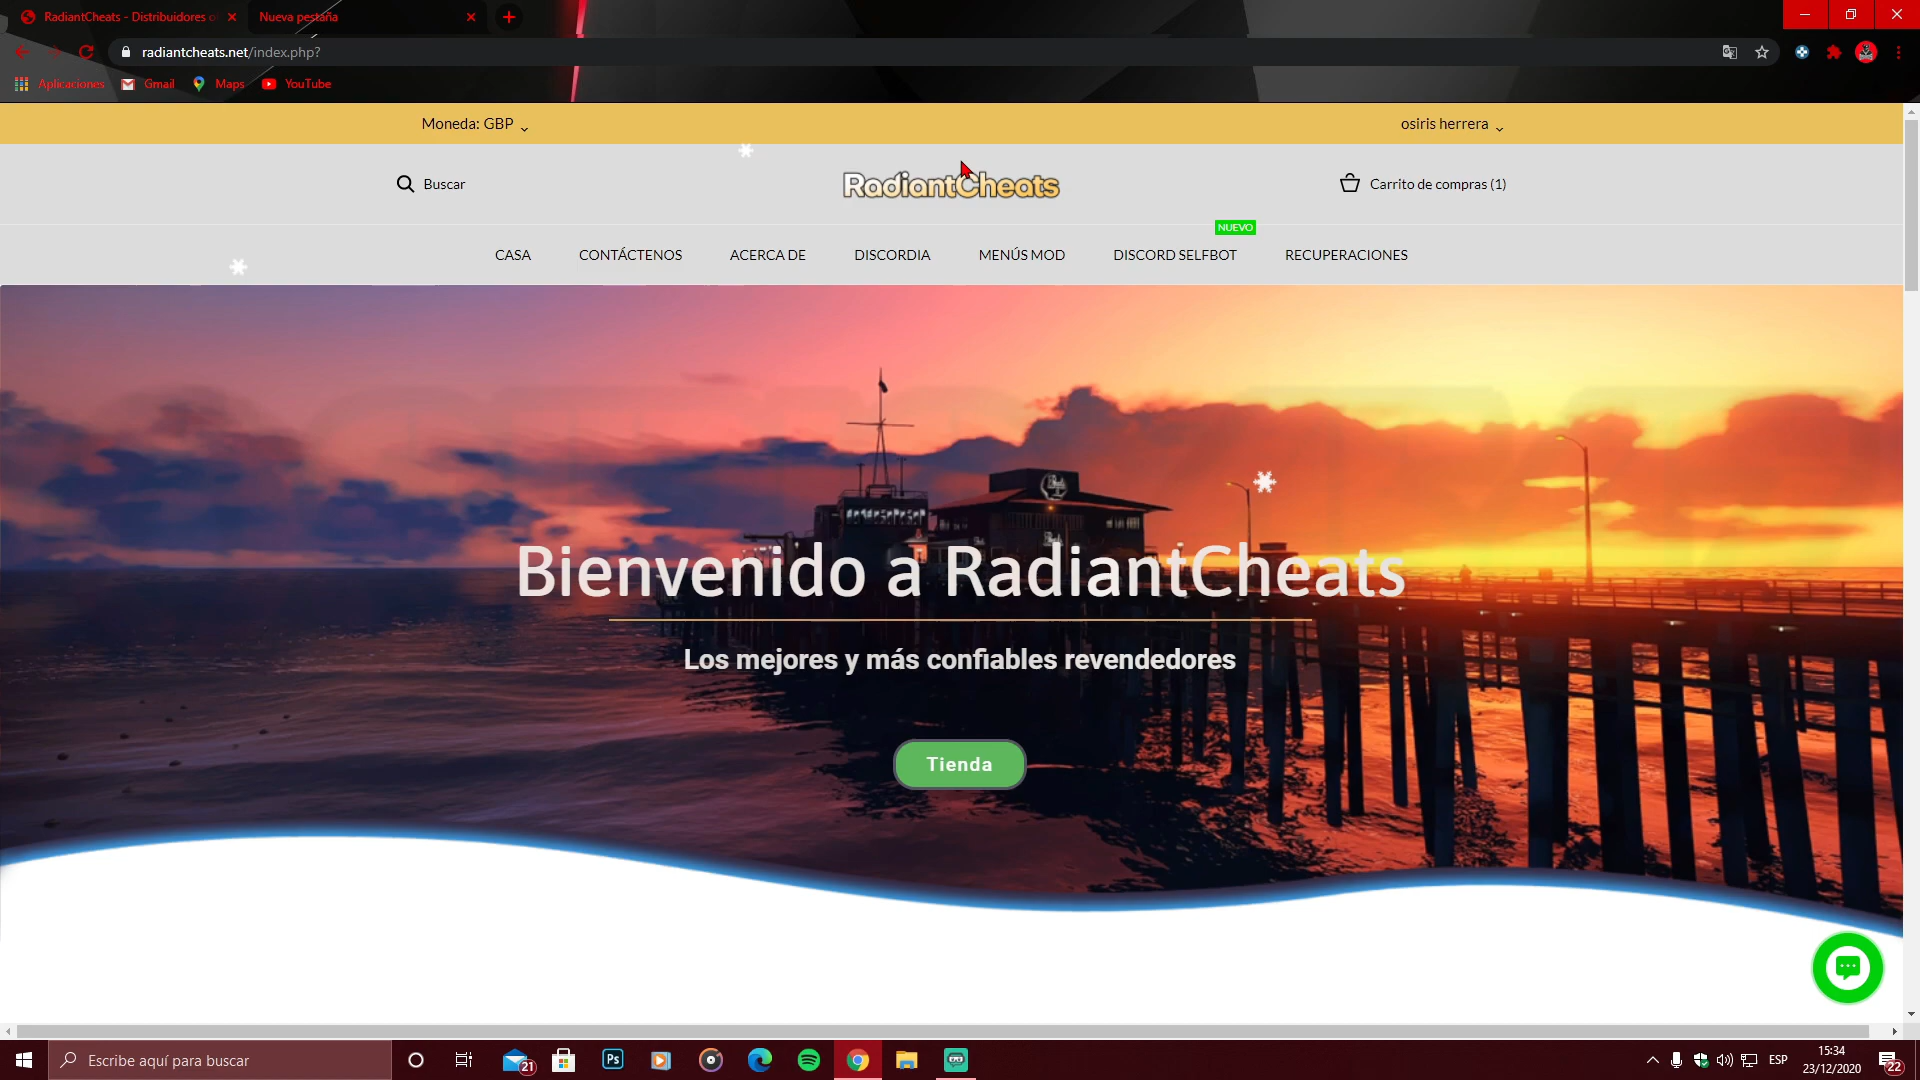 RadiantCheats - Distribuidores o
Nueva pestaña
radiantcheats.net/index.php?
Aplicaciones
Gmail
Maps
YouTube
Moneda: GBP
osiris herrera
Buscar
RadiantCheats
Carrito de compras (1)
NUEVO
CASA
CONTÁCTENOS
ACERCA DE
DISCORDIA
MENÚS MOD
DISCORD SELFBOT
RECUPERACIONES
Bienvenido a RadiantCheats
Los mejores y más confiables revendedores
Tienda
Escribe aquí para buscar
21
Ps
ESP
15:34
23/12/2020
22